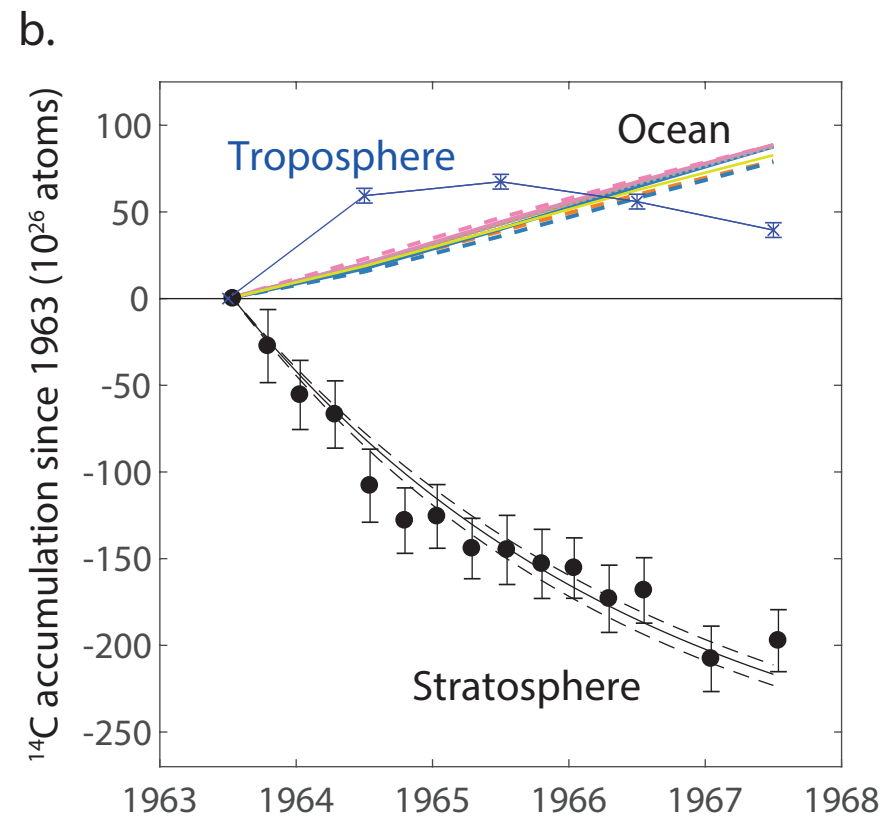 b.
¹⁴C accumulation since 1963 (10²⁶ atoms)
100
50
0
-50
-100
-150
-200
-250
Troposphere
Ocean
Stratosphere
1963 1964 1965 1966 1967 1968